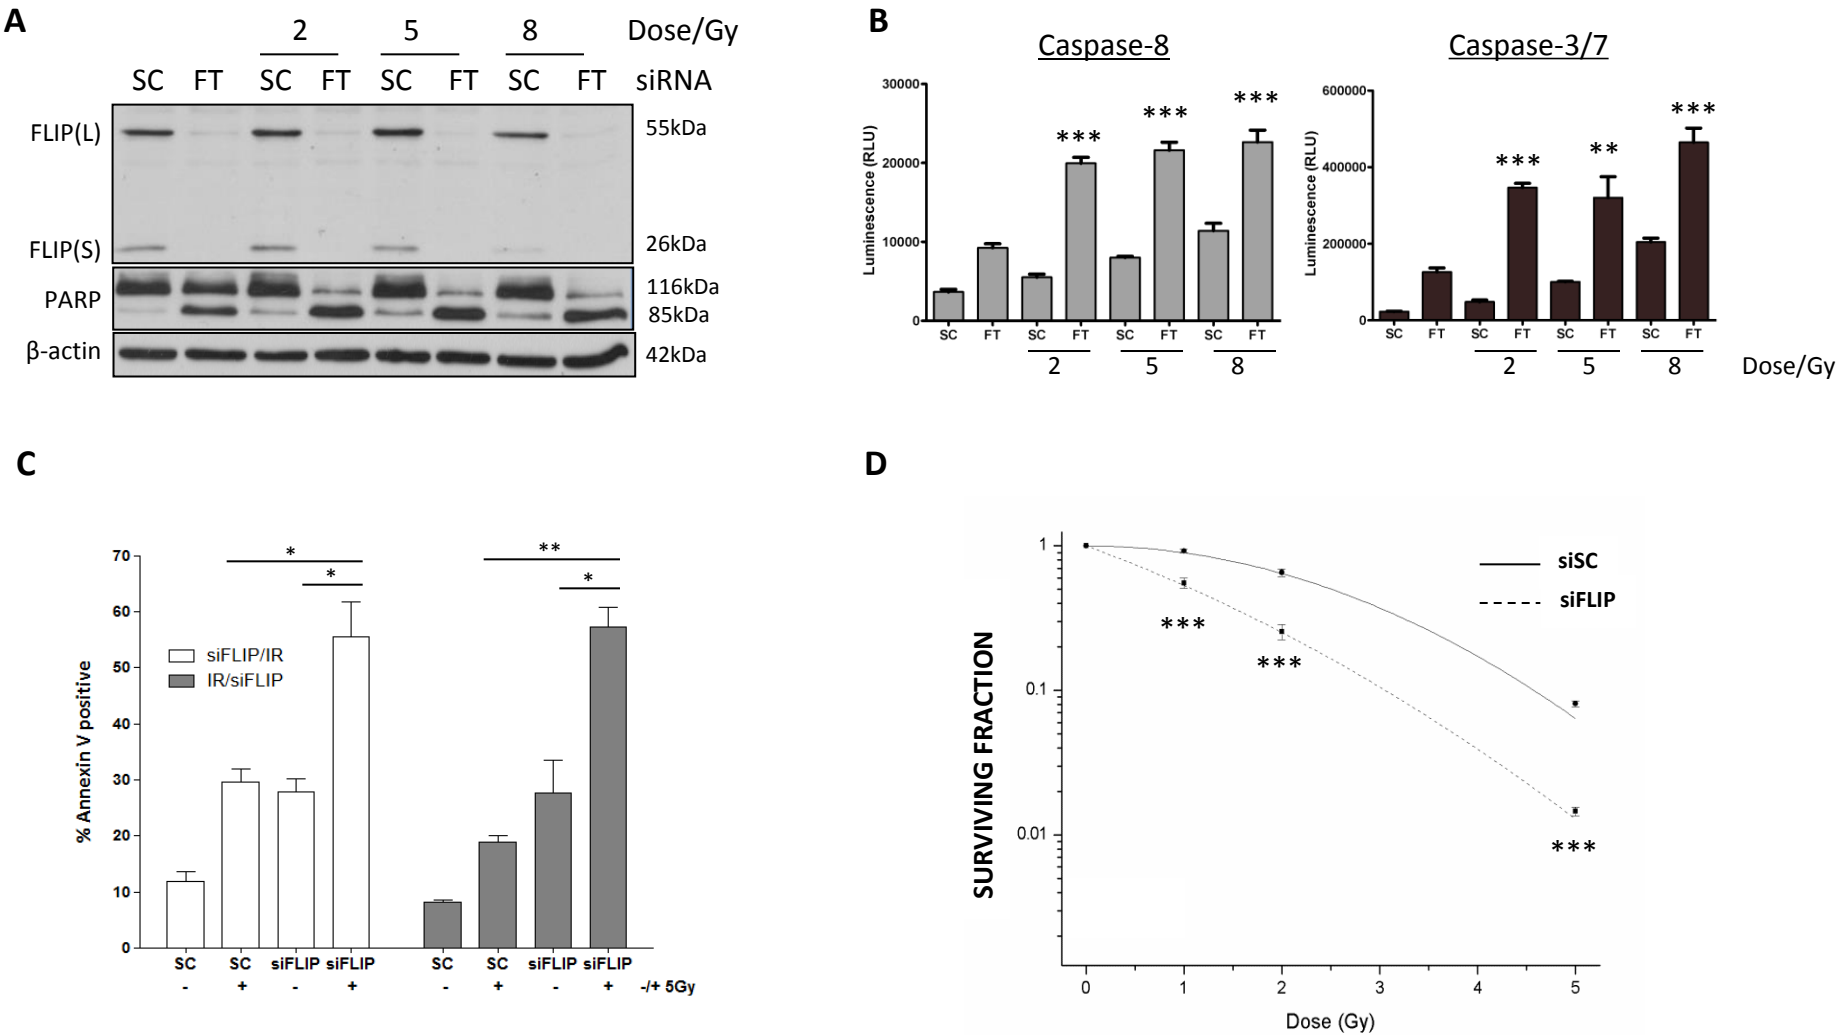 A
2 5 8 Dose/Gy
SC FT SC FT SC FT SC FT siRNA
FLIP(L) 55kDa
FLIP(S) 26kDa
PARP 116kDa
85kDa
β-actin 42kDa
B
Caspase-8
Luminescence (RLU)
30000
20000
10000
0
*** *** ***
SC FT SC FT SC FT SC FT
2 5 8
Caspase-3/7
Luminescence (RLU)
600000
400000
200000
0
*** ** ***
SC FT SC FT SC FT SC FT
2 5 8 Dose/Gy
C
% Annexin V positive
70
60
50
40
30
20
10
0
* **
* *
siFLIP/IR
IR/siFLIP
SC SC siFLIP siFLIP SC SC siFLIP siFLIP
- + - + - + - + -/+ 5Gy
D
SURVIVING FRACTION
1
0.1
0.01
siSC
siFLIP
***
***
***
0 1 2 3 4 5
Dose (Gy)